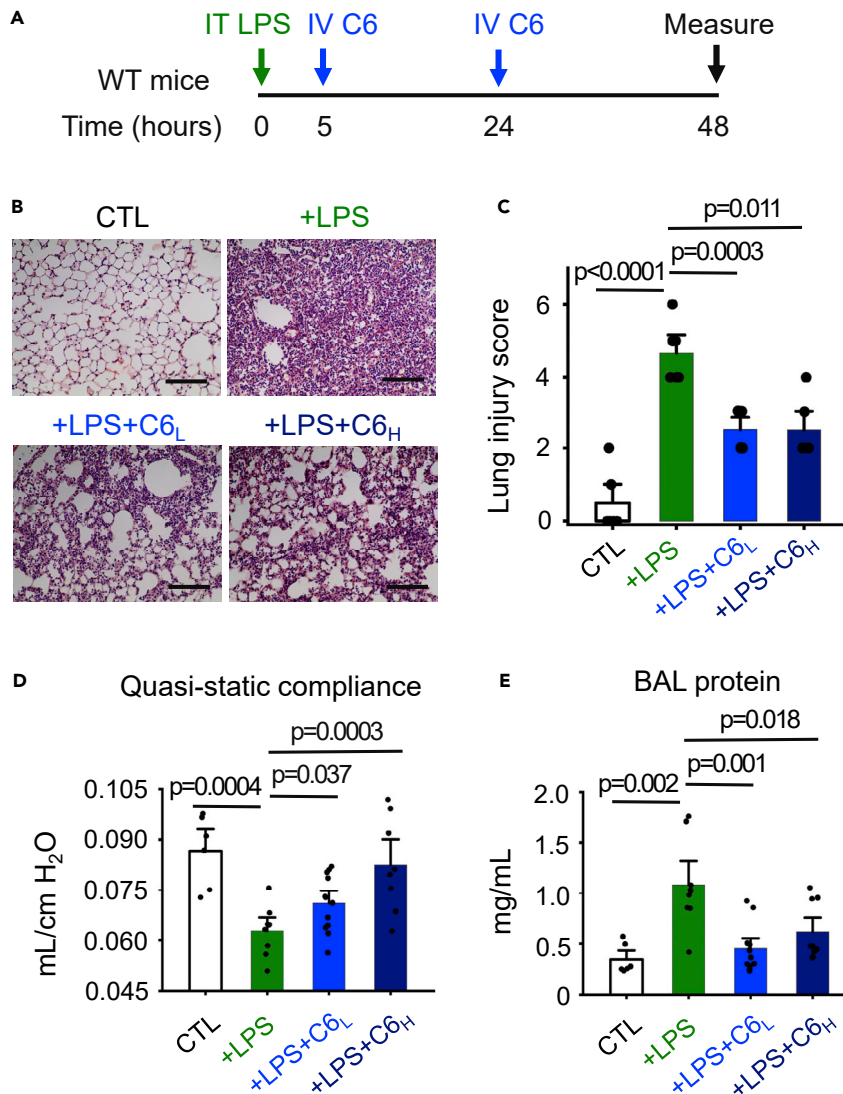 A
IT LPS IV C6 IV C6 Measure
WT mice
Time (hours) 0 5 24 48
B
CTL +LPS
+LPS+C6L +LPS+C6H
C
p=0.011
p=0.0003
p<0.0001
Lung injury score
6
4
2
0
CTL
+LPS
+LPS+C6L
+LPS+C6H
D
Quasi-static compliance
p=0.0003
p=0.037
p=0.0004
mL/cm H2O
0.105
0.090
0.075
0.060
0.045
CTL
+LPS
+LPS+C6L
+LPS+C6H
E
BAL protein
p=0.018
p=0.001
p=0.002
mg/mL
2.0
1.5
1.0
0.5
0
CTL
+LPS
+LPS+C6L
+LPS+C6H